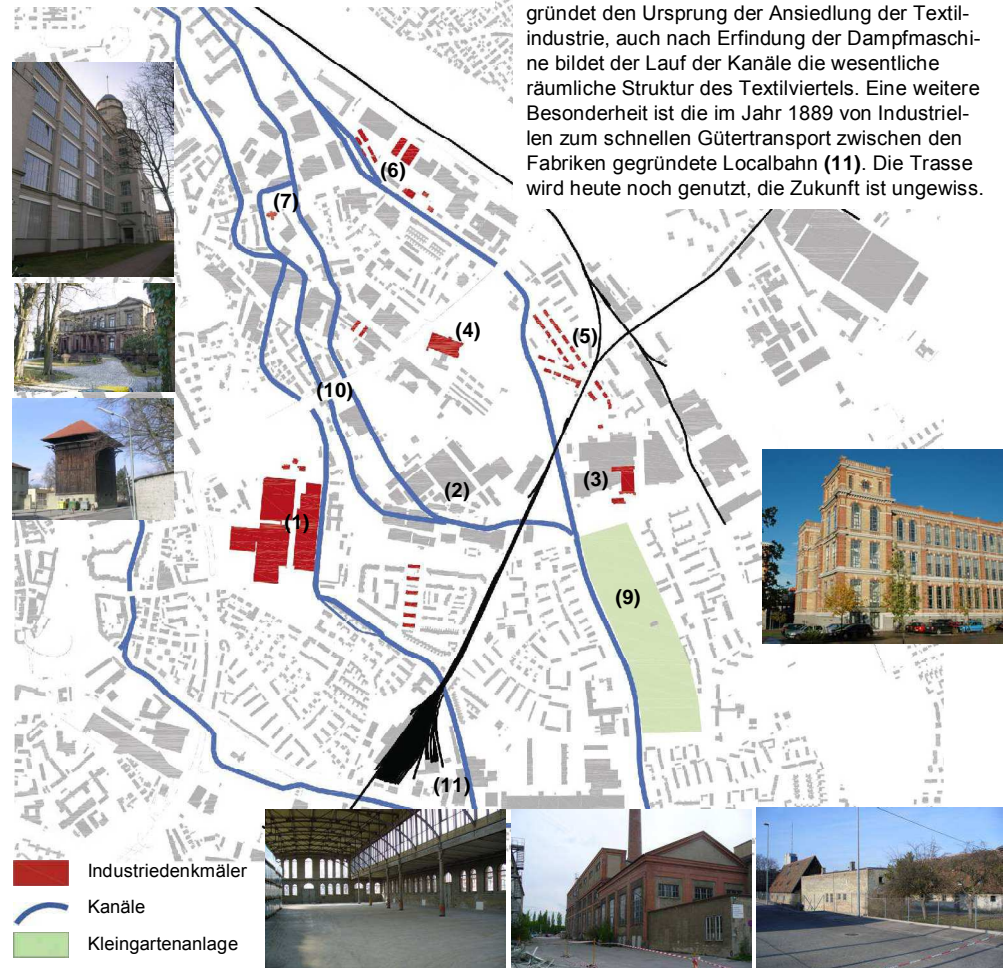 gründet den Ursprung der Ansiedlung der Textil-
industrie, auch nach Erfindung der Dampfmaschi-
ne bildet der Lauf der Kanäle die wesentliche
räumliche Struktur des Textilviertels. Eine weitere
Besonderheit ist die im Jahr 1889 von Industriel-
len zum schnellen Gütertransport zwischen den
Fabriken gegründete Localbahn (11). Die Trasse
wird heute noch genutzt, die Zukunft ist ungewiss.
(6)
(7)
(4)
(5)
(10)
(3)
(2)
(1)
(9)
(11)
Industriedenkmäler
Kanäle
Kleingartenanlage